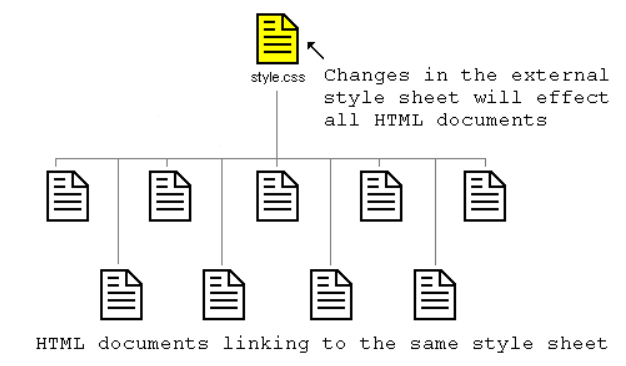 style.css
Changes in the external
style sheet will effect
all HTML documents
HTML documents linking to the same style sheet